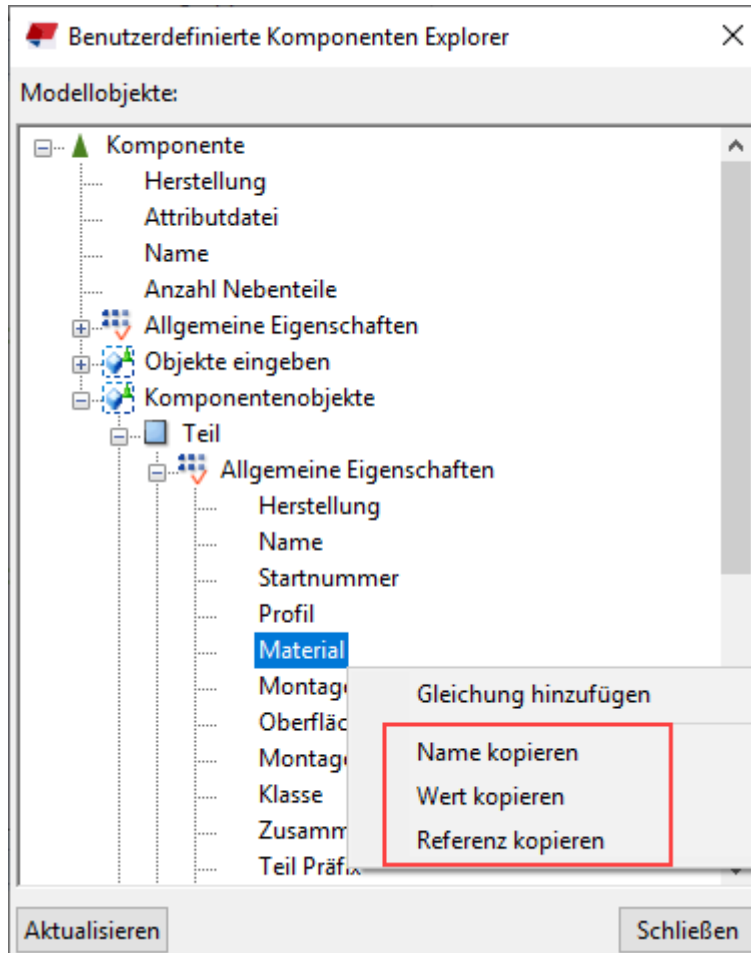 Benutzerdefinierte Komponenten Explorer
Modellobjekte:
Komponente
Herstellung
Attributdatei
Name
Anzahl Nebenteile
Allgemeine Eigenschaften
Objekte eingeben
Komponentenobjekte
Teil
Allgemeine Eigenschaften
Herstellung
Name
Startnummer
Profil
Material
Gleichung hinzufügen
Name kopieren
Wert kopieren
Klasse
Referenz kopieren
Teil
Aktualisieren Schließen